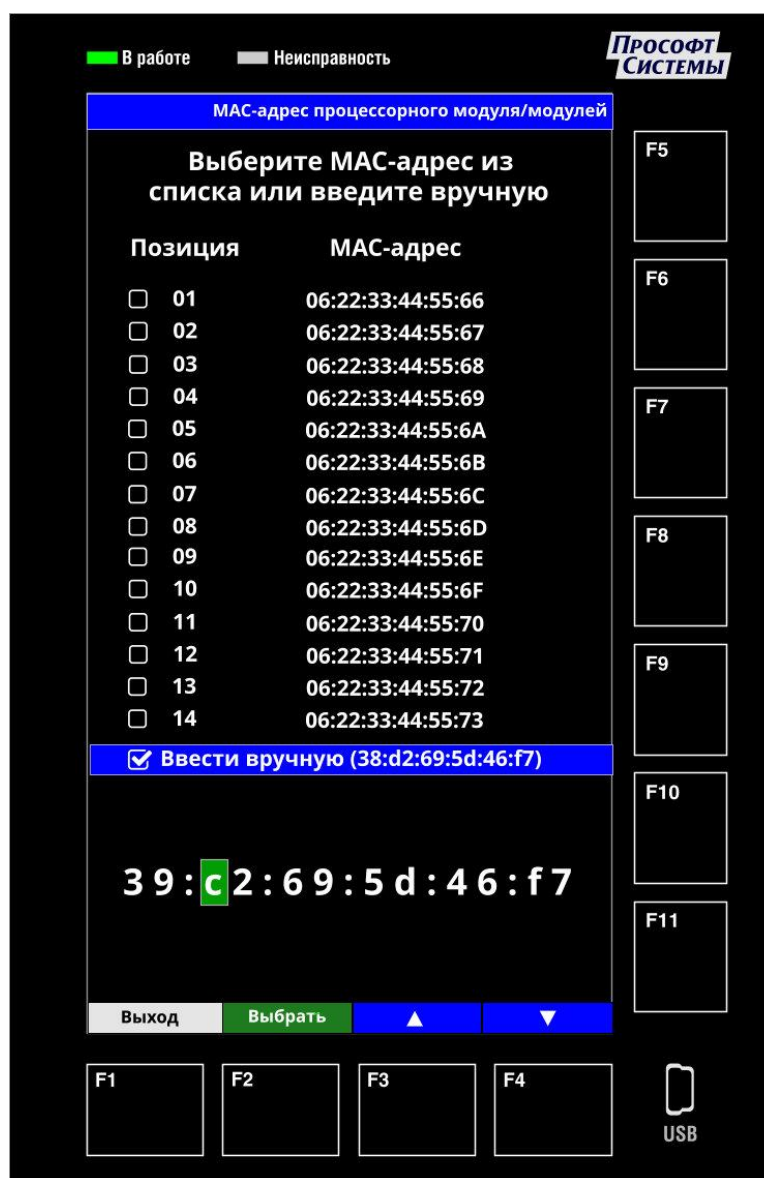 В работе
Неисправность
Прософт
Системы
MAC-адрес процессорного модуля/модулей
Выберите MAC-адрес из
списка или введите вручную
Позиция MAC-адрес
01 06:22:33:44:55:66
02 06:22:33:44:55:67
03 06:22:33:44:55:68
04 06:22:33:44:55:69
05 06:22:33:44:55:6A
06 06:22:33:44:55:6B
07 06:22:33:44:55:6C
08 06:22:33:44:55:6D
09 06:22:33:44:55:6E
10 06:22:33:44:55:6F
11 06:22:33:44:55:70
12 06:22:33:44:55:71
13 06:22:33:44:55:72
14 06:22:33:44:55:73
Ввести вручную (38:d2:69:5d:46:f7)
39:c2:69:5d:46:f7
Выход Выбрать ▲ ▼
F5
F6
F7
F8
F9
F10
F11
F1 F2 F3 F4
USB